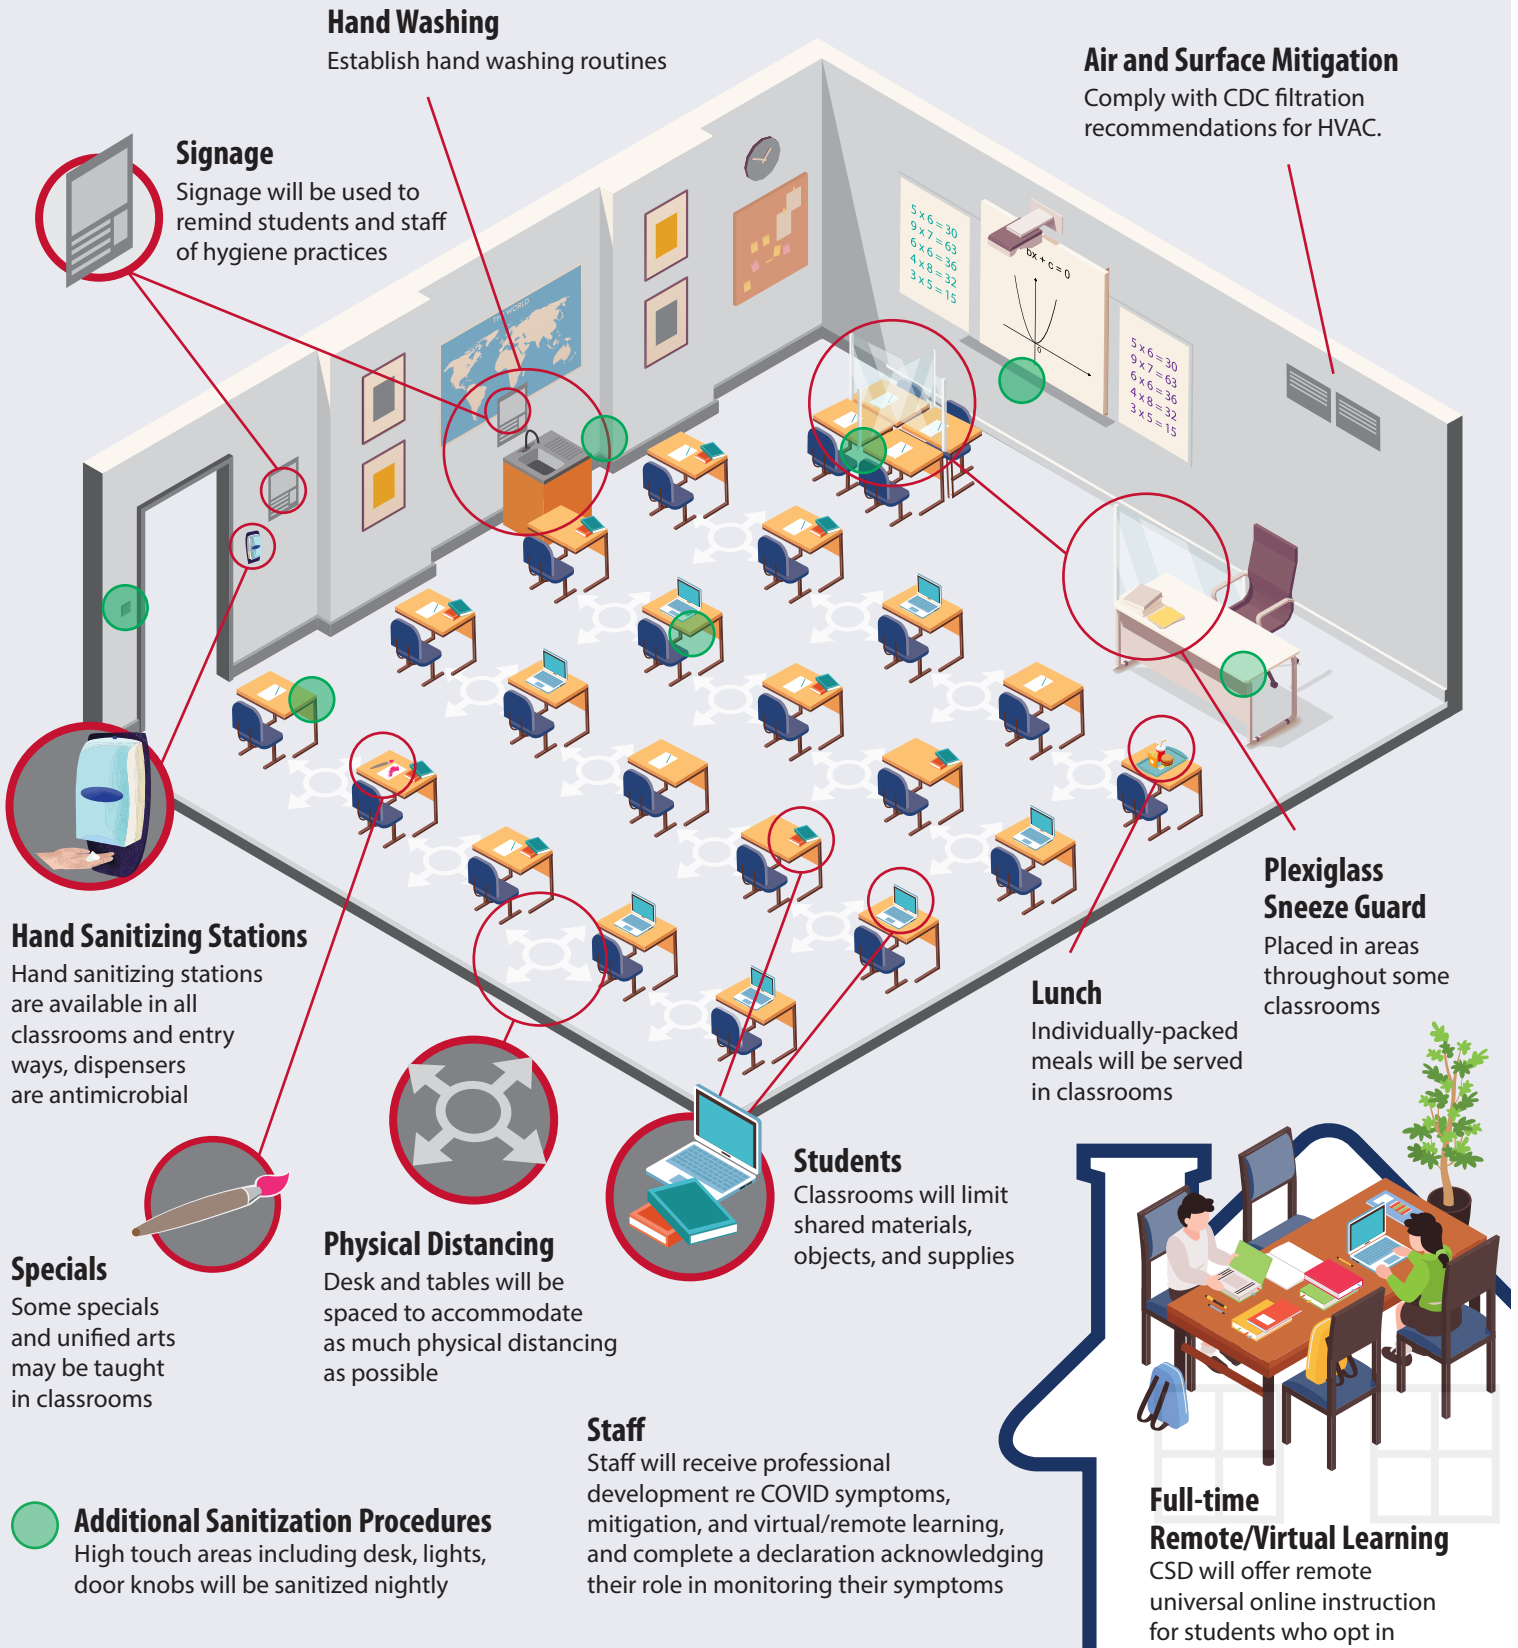 Hand Washing
Establish hand washing routines
Air and Surface Mitigation
Comply with CDC filtration
recommendations for HVAC.
Signage
Signage will be used to
remind students and staff
of hygiene practices
THE WORLD
5 x 6 = 30
9 x 7 = 63
6 x 6 = 36
4 x 8 = 32
3 x 5 = 15
bx + c = 0
0
5 x 6 = 30
9 x 7 = 63
6 x 6 = 36
4 x 8 = 32
3 x 5 = 15
Hand Sanitizing Stations
Hand sanitizing stations
are available in all
classrooms and entry
ways, dispensers
are antimicrobial
Plexiglass
Sneeze Guard
Placed in areas
throughout some
classrooms
Lunch
Individually-packed
meals will be served
in classrooms
Students
Classrooms will limit
shared materials,
objects, and supplies
Physical Distancing
Desk and tables will be
spaced to accommodate
as much physical distancing
as possible
Specials
Some specials
and unified arts
may be taught
in classrooms
Staff
Staff will receive professional
development re COVID symptoms,
mitigation, and virtual/remote learning,
and complete a declaration acknowledging
their role in monitoring their symptoms
Additional Sanitization Procedures
High touch areas including desk, lights,
door knobs will be sanitized nightly
Full-time
Remote/Virtual Learning
CSD will offer remote
universal online instruction
for students who opt in